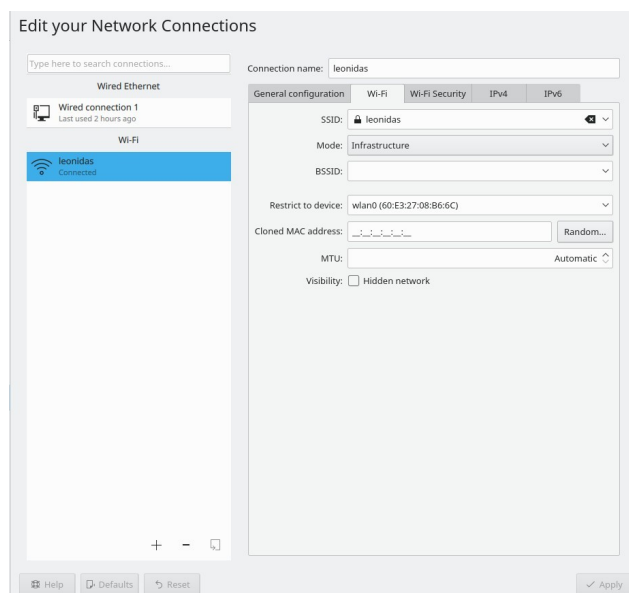 Edit your Network Connections
Type here to search connections...
Wired Ethernet
Wired connection 1
Last used 2 hours ago
Wi-Fi
leonidas
Connected
Connection name: leonidas
General configuration Wi-Fi Wi-Fi Security IPv4 IPv6
SSID: leonidas
Mode: Infrastructure
BSSID:
Restrict to device: wlan0 (60:E3:27:08:B6:6C)
Cloned MAC address: __:__:__:__:__:__ Random...
MTU: Automatic
Visibility: Hidden network
Help Defaults Reset Apply